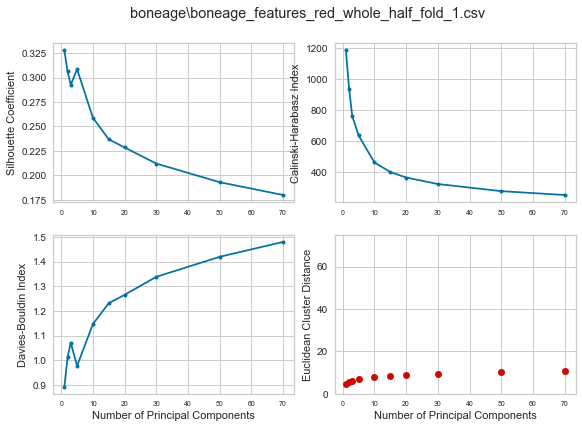 boneage\boneage_features_red_whole_half_fold_1.csv
Silhouette Coefficient
0.325
0.300
0.275
0.250
0.225
0.200
0.175
0 10 20 30 40 50 60 70
Calinski-Harabasz Index
1200
1000
800
600
400
0 10 20 30 40 50 60 70
Davies-Bouldin Index
1.5
1.4
1.3
1.2
1.1
1.0
0.9
0 10 20 30 40 50 60 70
Number of Principal Components
Euclidean Cluster Distance
60
40
20
0
0 10 20 30 40 50 60 70
Number of Principal Components